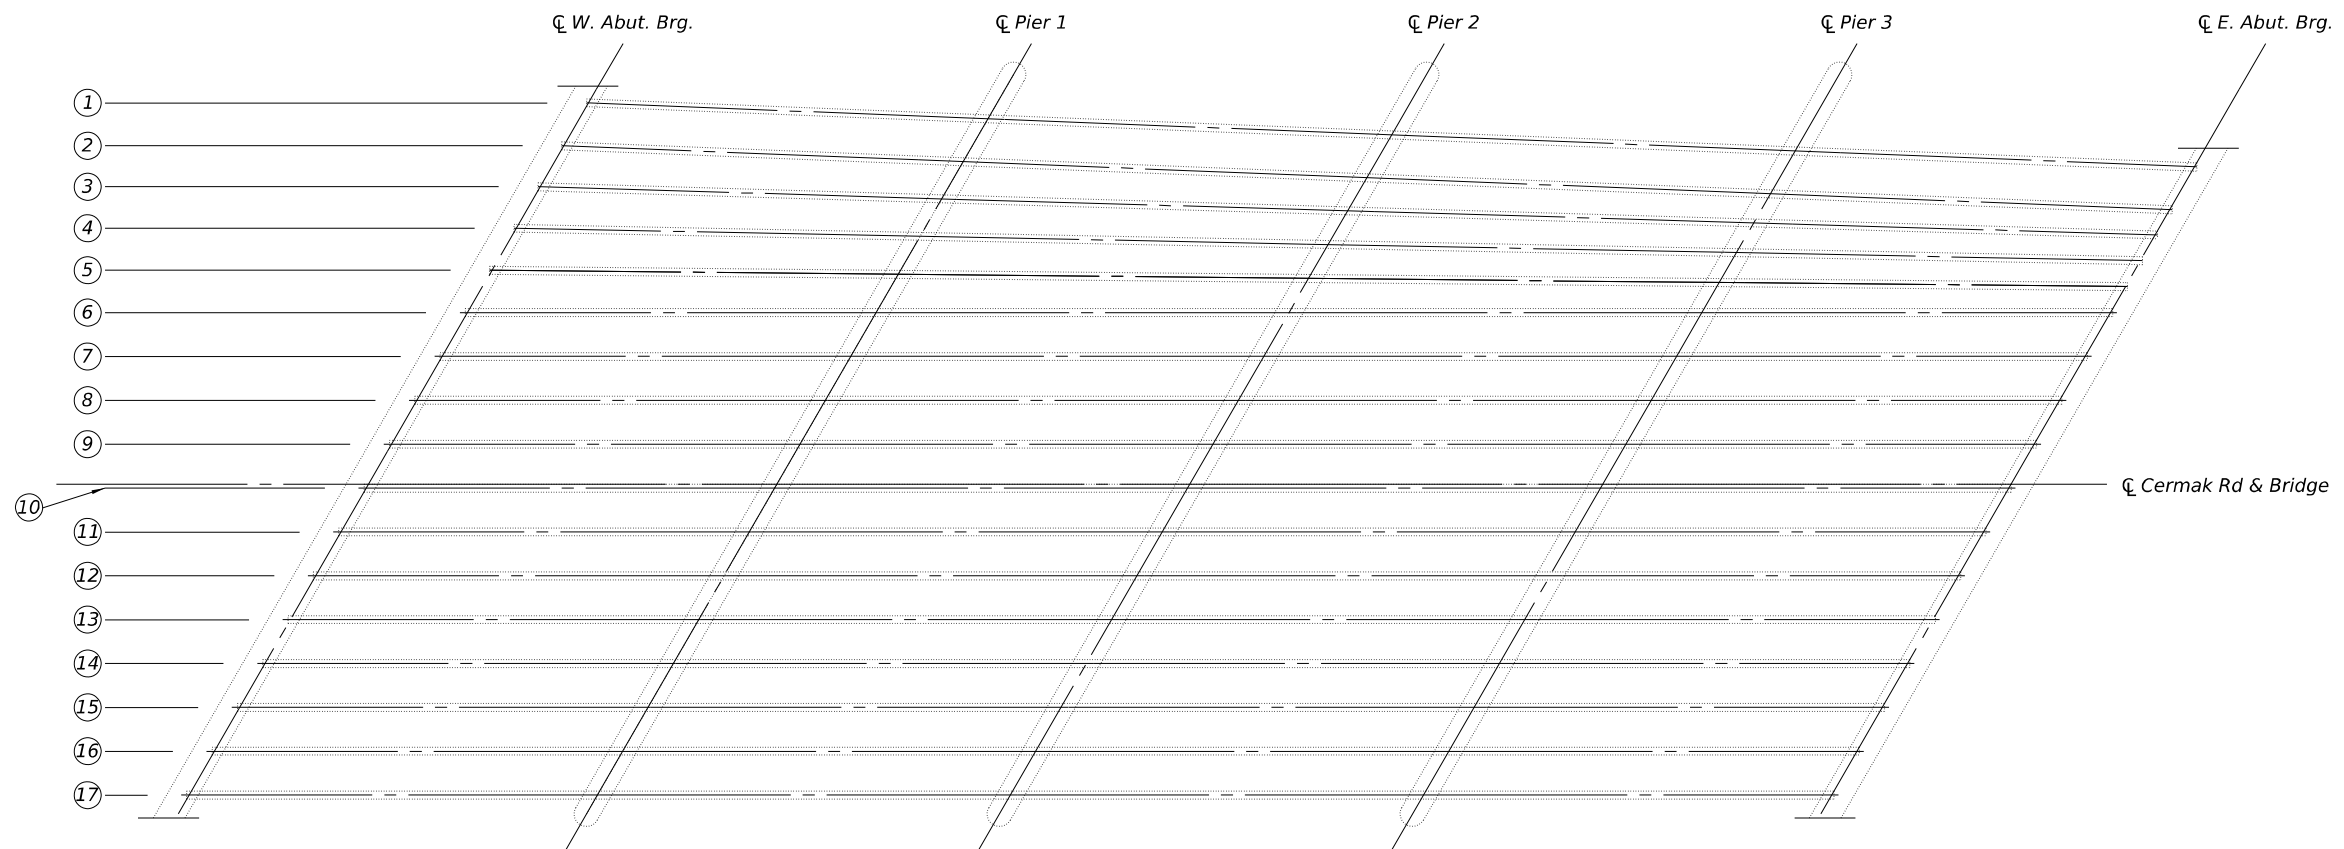 ℄ W. Abut. Brg.
℄ Pier 1
℄ Pier 2
℄ Pier 3
℄ E. Abut. Brg.
1
2
3
4
5
6
7
8
9
℄ Cermak Rd & Bridge
10
11
12
13
14
15
16
17